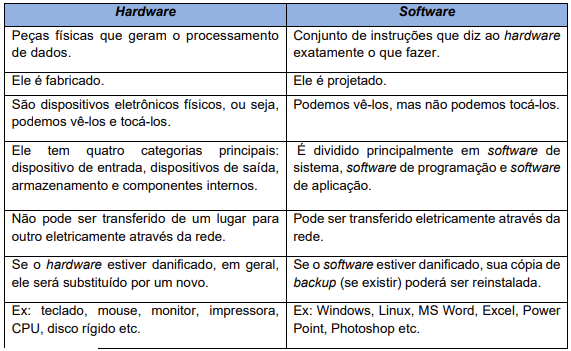 Hardware
Software
Peças físicas que geram o processamento
de dados.
Conjunto de instruções que diz ao hardware
exatamente o que fazer.
Ele é fabricado.
Ele é projetado.
São dispositivos eletrônicos físicos, ou seja,
podemos vê-los e tocá-los.
Podemos vê-los, mas não podemos tocá-los.
Ele tem quatro categorias principais:
dispositivo de entrada, dispositivos de saída,
armazenamento e componentes internos.
É dividido principalmente em software de
sistema, software de programação e software
de aplicação.
Não pode ser transferido de um lugar para
outro eletricamente através da rede.
Pode ser transferido eletricamente através da
rede.
Se o hardware estiver danificado, em geral,
ele será substituído por um novo.
Se o software estiver danificado, sua cópia de
backup (se existir) poderá ser reinstalada.
Ex: teclado, mouse, monitor, impressora,
CPU, disco rígido etc.
Ex: Windows, Linux, MS Word, Excel, Power
Point, Photoshop etc.